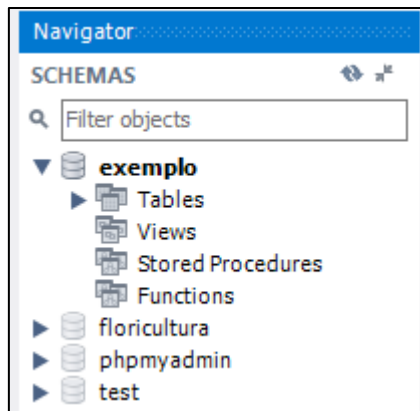 Navigator
SCHEMAS
Filter objects
exemplo
Tables
Views
Stored Procedures
Functions
floricultura
phpmyadmin
test